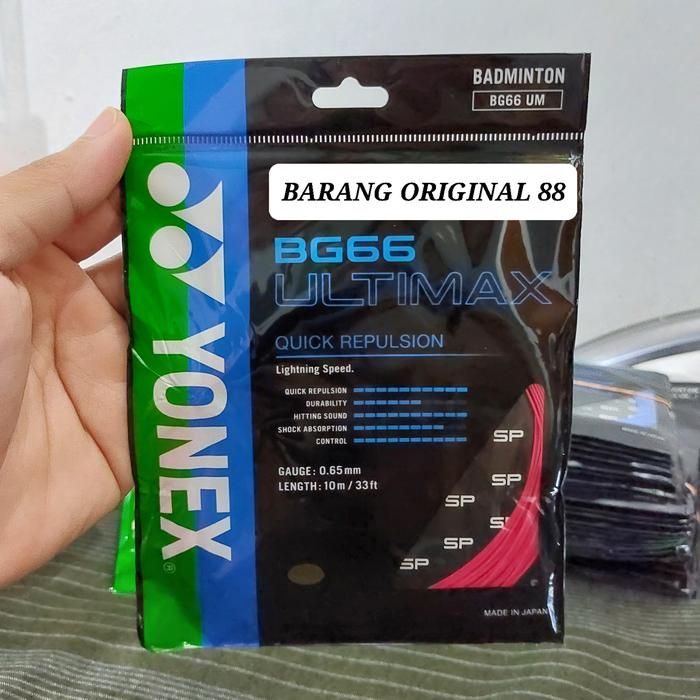 BADMINTON
BG66 UM
BARANG ORIGINAL 88
YONEX®
BG66
ULTIMAX
QUICK REPULSION
Lightning Speed.
QUICK REPULSION
DURABILITY
HITTING SOUND
SHOCK ABSORPTION
CONTROL
GAUGE: 0.65mm
LENGTH: 10m / 33ft
SP
SP
SP
SP
SP
SP
MADE IN JAPAN